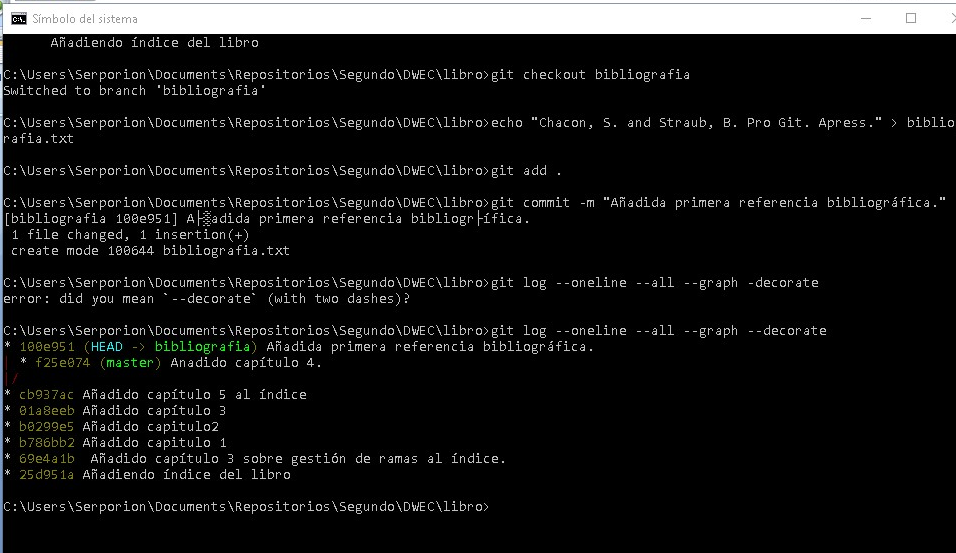 Símbolo del sistema
Añadiendo índice del libro
C:\Users\Serporion\Documents\Repositorios\Segundo\DWEC\libro>git checkout bibliografia
Switched to branch 'bibliografia'
C:\Users\Serporion\Documents\Repositorios\Segundo\DWEC\libro>echo "Chacon, S. and Straub, B. Pro Git. Apress." > biblio
rafia.txt
C:\Users\Serporion\Documents\Repositorios\Segundo\DWEC\libro>git add .
C:\Users\Serporion\Documents\Repositorios\Segundo\DWEC\libro>git commit -m "Añadida primera referencia bibliográfica."
[bibliografia 100e951] A├▒adida primera referencia bibliogr├ífica.
1 file changed, 1 insertion(+)
create mode 100644 bibliografia.txt
C:\Users\Serporion\Documents\Repositorios\Segundo\DWEC\libro>git log --oneline --all --graph -decorate
error: did you mean `--decorate` (with two dashes)?
C:\Users\Serporion\Documents\Repositorios\Segundo\DWEC\libro>git log --oneline --all --graph --decorate
* 100e951 (HEAD -> bibliografia) Añadida primera referencia bibliográfica.
| * f25e074 (master) Anadido capítulo 4.
|/
* cb937ac Añadido capítulo 5 al índice
* 01a8eeb Añadido capítulo 3
* b0299e5 Añadido capitulo2
* b786bb2 Añadido capitulo 1
* 69e4a1b  Añadido capítulo 3 sobre gestión de ramas al índice.
* 25d951a Añadiendo índice del libro
C:\Users\Serporion\Documents\Repositorios\Segundo\DWEC\libro>